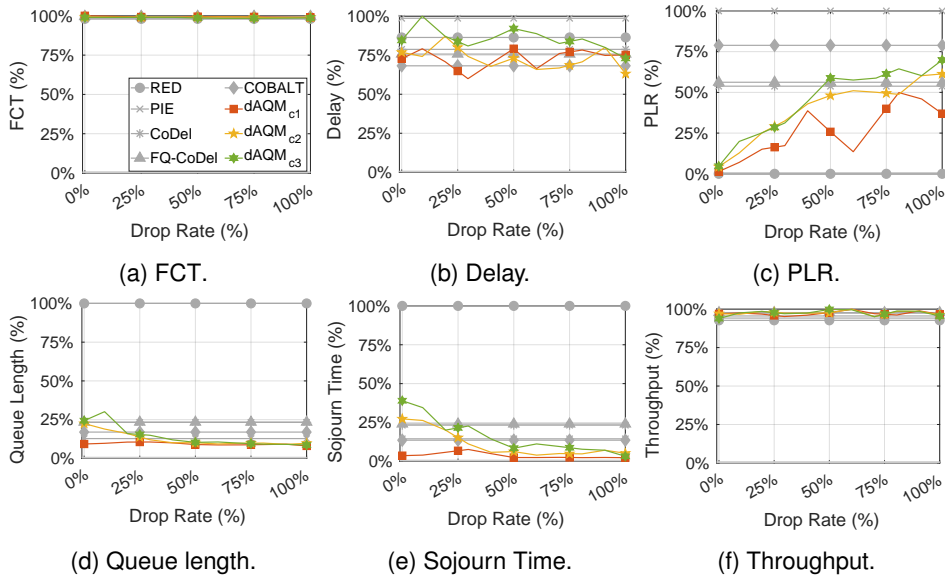 100%
75%
50%
25%
0%
FCT (%)
RED
PIE
CoDel
FQ-CoDel
COBALT
dAQMc1
dAQMc2
dAQMc3
0%
25%
50%
75%
100%
Drop Rate (%)
(a) FCT.
100%
75%
50%
25%
0%
Delay (%)
0%
25%
50%
75%
100%
Drop Rate (%)
(b) Delay.
100%
75%
50%
25%
0%
PLR (%)
0%
25%
50%
75%
100%
Drop Rate (%)
(c) PLR.
100%
75%
50%
25%
0%
Queue Length (%)
0%
25%
50%
75%
100%
Drop Rate (%)
(d) Queue length.
100%
75%
50%
25%
0%
Sojourn Time (%)
0%
25%
50%
75%
100%
Drop Rate (%)
(e) Sojourn Time.
100%
75%
50%
25%
0%
Throughput (%)
0%
25%
50%
75%
100%
Drop Rate (%)
(f) Throughput.